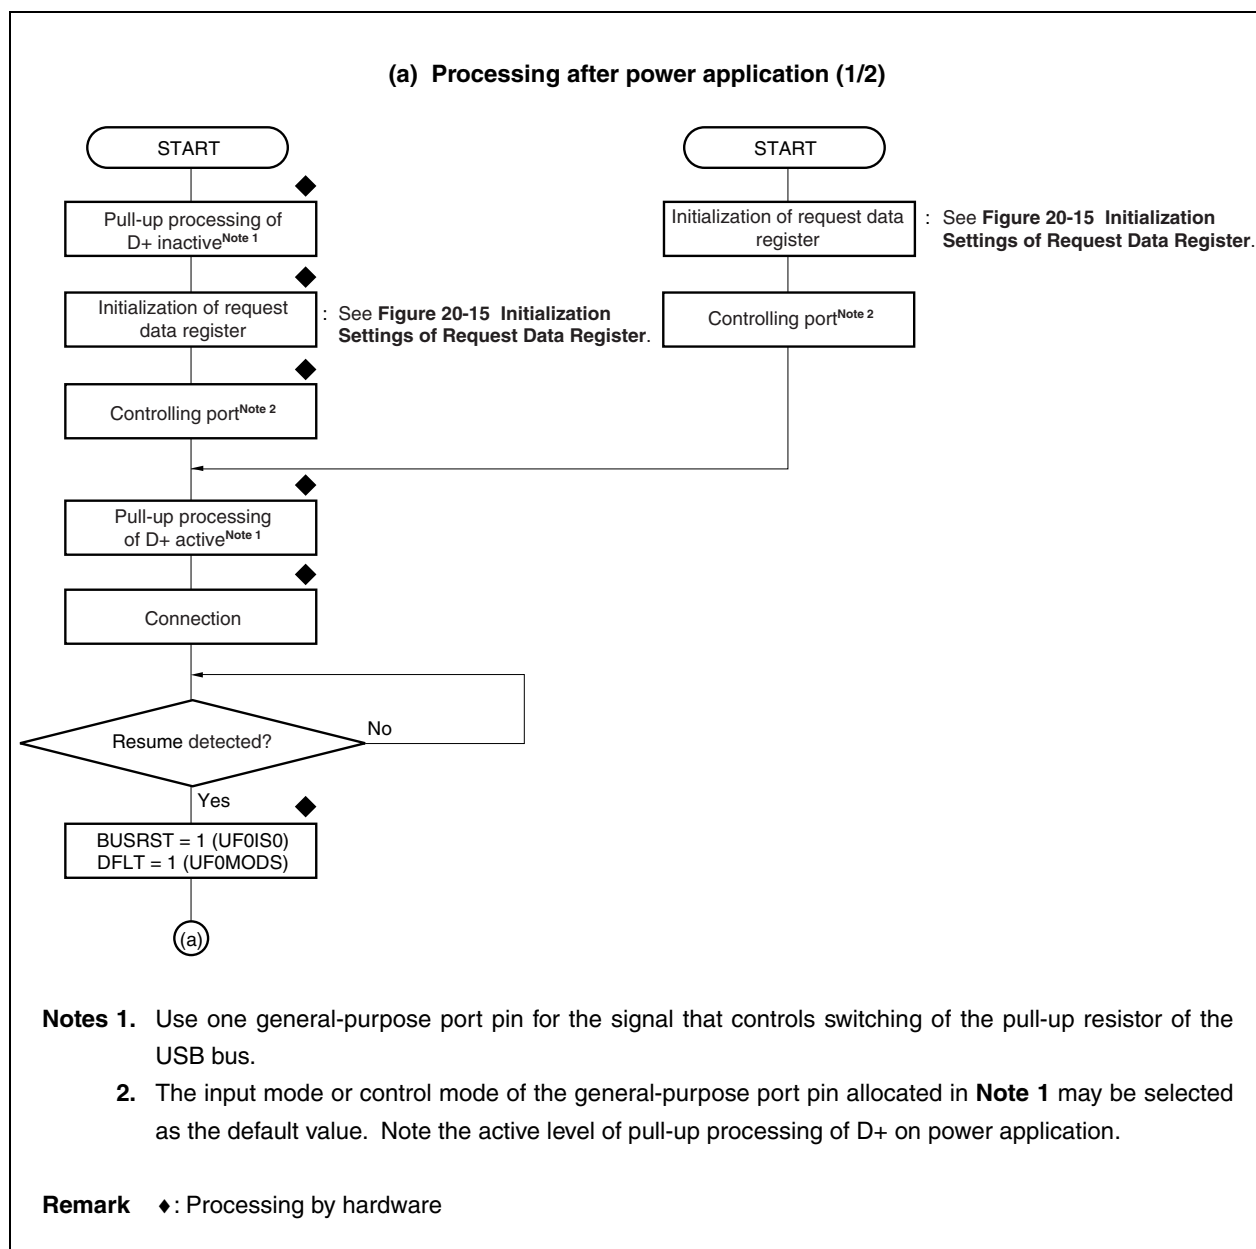 (a) Processing after power application (1/2)
START
Pull-up processing of
D+ inactiveNote 1
Initialization of request
data register
: See Figure 20-15 Initialization
Settings of Request Data Register.
Controlling portNote 2
START
Initialization of request data
register
: See Figure 20-15 Initialization
Settings of Request Data Register.
Controlling portNote 2
Pull-up processing
of D+ activeNote 1
Connection
Resume detected?
No
Yes
BUSRST = 1 (UF0IS0)
DFLT = 1 (UF0MODS)
(a)
Notes 1. Use one general-purpose port pin for the signal that controls switching of the pull-up resistor of the
USB bus.
2. The input mode or control mode of the general-purpose port pin allocated in Note 1 may be selected
as the default value. Note the active level of pull-up processing of D+ on power application.
Remark ♦: Processing by hardware